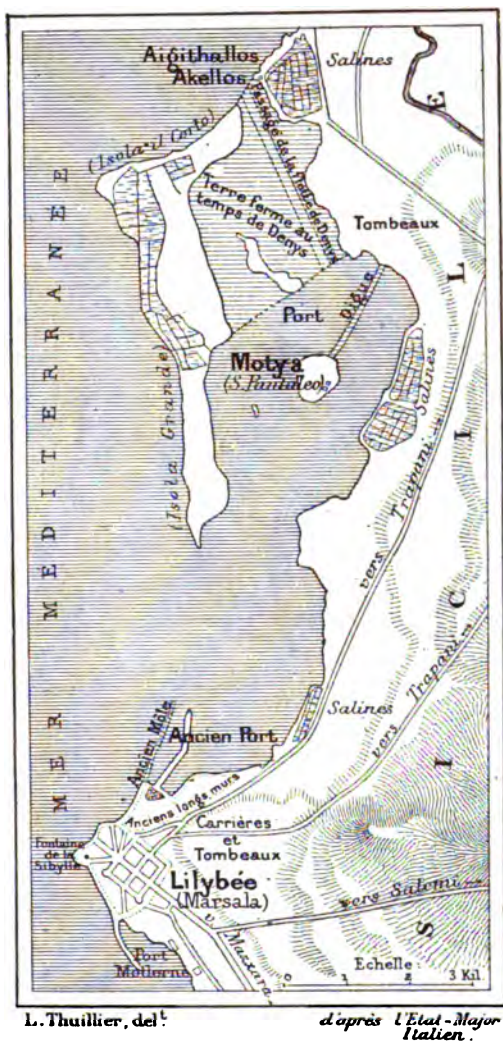 Aigithallos
Akellos
Salines
Passage de la flotte de Denys
(Isola il Corto)
Terre ferme au
temps de Denys
Tombeaux
Port
Digue
Motya
(S. Pantaleo)
Salines
(Isola Grande)
MER MÉDITERRANÉE
SICILE
vers Trapani
vers Trapani
Salines
Ancien Môle
Ancien Port
Anciens longs murs
Carrières
et
Tombeaux
Fontaine
de la
Sibylle
Lilybée
(Marsala)
vers Salemi
v. Mazzara
Port
Moderne
Echelle
0 1 2 3 Kil.
L. Thuillier, delt
d'après l'Etat-Major
Italien.